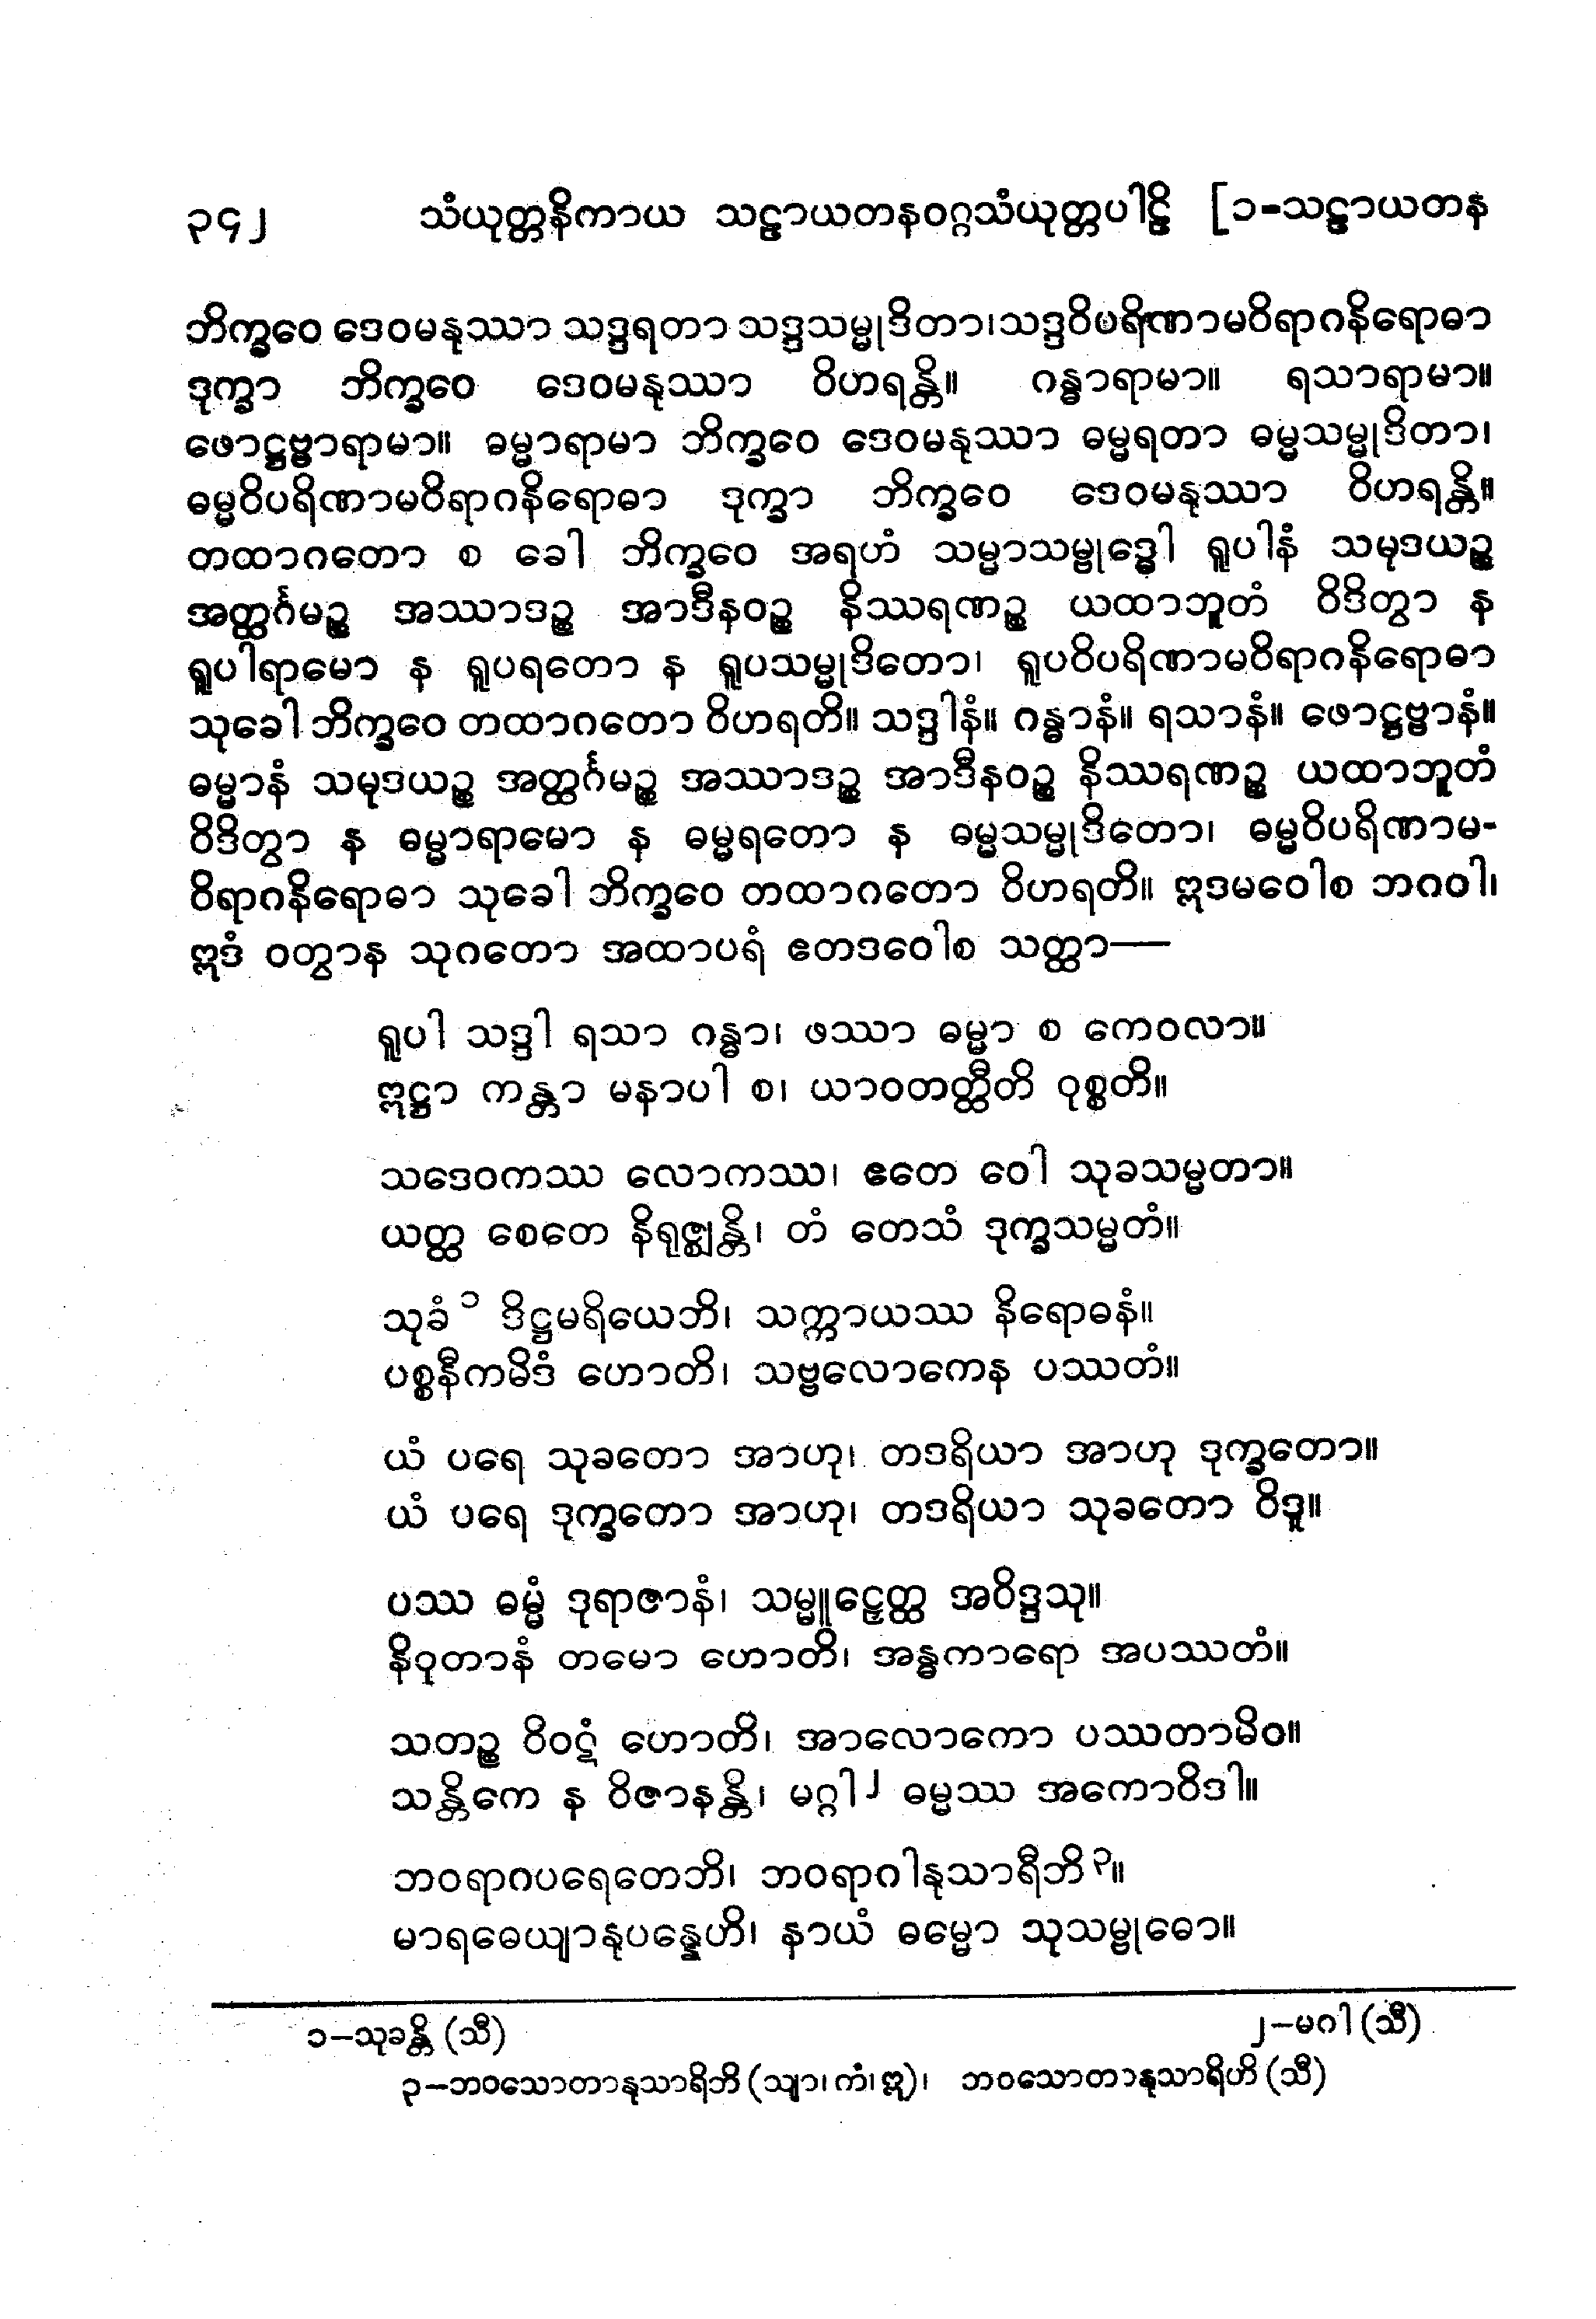 ၃၄၂ သံယုတ္တနိကာယ သဠာယတနဝဂ္ဂသံယုတ္တပါဠိ [၁-သဠာယတန
ဘိက္ခဝေ ဒေဝမနုဿာ သဒ္ဒရတာ သဒ္ဒသမ္မုဒိတာ၊သဒ္ဒဝိပရိဏာမဝိရာဂနိရောဓာ
ဒုက္ခာ ဘိက္ခဝေ ဒေဝမနုဿာ ဝိဟရန္တိ။ ဂန္ဓာရာမာ။ ရသာရာမာ။
ဖောဋ္ဌဗ္ဗာရာမာ။ ဓမ္မာရာမာ ဘိက္ခဝေ ဒေဝမနုဿာ ဓမ္မရတာ ဓမ္မသမ္မုဒိတာ၊
ဓမ္မဝိပရိဏာမဝိရာဂနိရောဓာ ဒုက္ခာ ဘိက္ခဝေ ဒေဝမနုဿာ ဝိဟရန္တိ။
တထာဂတော စ ခေါ ဘိက္ခဝေ အရဟံ သမ္မာသမ္ဗုဒ္ဓေါ ရူပါနံ သမုဒယဉ္စ
အတ္ထင်္ဂမဉ္စ အဿာဒဉ္စ အာဒီနဝဉ္စ နိဿရဏဉ္စ ယထာဘူတံ ဝိဒိတွာ န
ရူပါရာမော န ရူပရတော န ရူပသမ္မုဒိတော၊ ရူပဝိပရိဏာမဝိရာဂနိရောဓာ
သုခေါ ဘိက္ခဝေ တထာဂတော ဝိဟရတိ။ သဒ္ဒါနံ။ ဂန္ဓာနံ။ ရသာနံ။ ဖောဋ္ဌဗ္ဗာနံ။
ဓမ္မာနံ သမုဒယဉ္စ အတ္ထင်္ဂမဉ္စ အဿာဒဉ္စ အာဒီနဝဉ္စ နိဿရဏဉ္စ ယထာဘူတံ
ဝိဒိတွာ န ဓမ္မာရာမော န ဓမ္မရတော န ဓမ္မသမ္မုဒိတော၊ ဓမ္မဝိပရိဏာမ-
ဝိရာဂနိရောဓာ သုခေါ ဘိက္ခဝေ တထာဂတော ဝိဟရတိ။ ဣဒမဝေါစ ဘဂဝါ၊
ဣဒံ ဝတွာန သုဂတော အထာပရံ ဧတဒဝေါစ သတ္ထာ—
ရူပါ သဒ္ဒါ ရသာ ဂန္ဓာ၊ ဖဿာ ဓမ္မာ စ ကေဝလာ။
ဣဋ္ဌာ ကန္တာ မနာပါ စ၊ ယာဝတတ္ထီတိ ဝုစ္စတိ။
သဒေဝကဿ လောကဿ၊ ဧတေ ဝေါ သုခသမ္မတာ။
ယတ္ထ စေတေ နိရုဇ္ဈန္တိ၊ တံ တေသံ ဒုက္ခသမ္မတံ။
သုခံ ၁ ဒိဋ္ဌမရိယေဘိ၊ သက္ကာယဿ နိရောဓနံ။
ပစ္စနီကမိဒံ ဟောတိ၊ သဗ္ဗလောကေန ပဿတံ။
ယံ ပရေ သုခတော အာဟု၊ တဒရိယာ အာဟု ဒုက္ခတော။
ယံ ပရေ ဒုက္ခတော အာဟု၊ တဒရိယာ သုခတော ဝိဒူ။
ပဿ ဓမ္မံ ဒုရာဇာနံ၊ သမ္မူဠှေတ္ထ အဝိဒ္ဒသု။
နိဝုတာနံ တမော ဟောတိ၊ အန္ဓကာရော အပဿတံ။
သတဉ္စ ဝိဝဋံ ဟောတိ၊ အာလောကော ပဿတာမိဝ။
သန္တိကေ န ဝိဇာနန္တိ၊ မဂ္ဂါ၂ ဓမ္မဿ အကောဝိဒါ။
ဘဝရာဂပရေတေဘိ၊ ဘဝရာဂါနုသာရီဘိ၃။
မာရဓေယျာနုပန္နေဟိ၊ နာယံ ဓမ္မော သုသမ္ဗုဓော။
၁–သုခန္တိ (သီ) ၂–မဂါ (သီ)
၃–ဘဝသောတာနုသာရိဘိ (သျာ၊ ကံ၊ ဣ)၊ ဘဝသောတာနုသာရိဟိ (သီ)